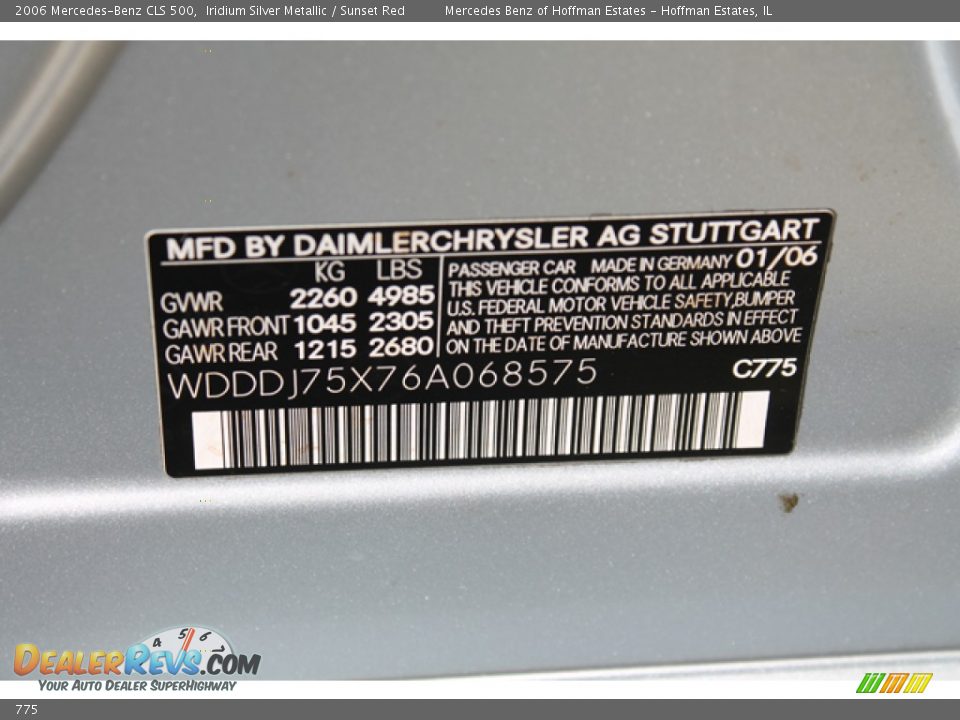 2006 Mercedes-Benz CLS 500, Iridium Silver Metallic / Sunset Red Mercedes Benz of Hoffman Estates - Hoffman Estates, IL
MFD BY DAIMLERCHRYSLER AG STUTTGART
KG LBS
GVWR 2260 4985
GAWR FRONT 1045 2305
GAWR REAR 1215 2680
PASSENGER CAR MADE IN GERMANY 01/06
THIS VEHICLE CONFORMS TO ALL APPLICABLE
U.S. FEDERAL MOTOR VEHICLE SAFETY,BUMPER
AND THEFT PREVENTION STANDARDS IN EFFECT
ON THE DATE OF MANUFACTURE SHOWN ABOVE
WDDDJ75X76A068575 C775
4 5 6 7
DEALERREVS.COM
YOUR AUTO DEALER SUPERHIGHWAY
775